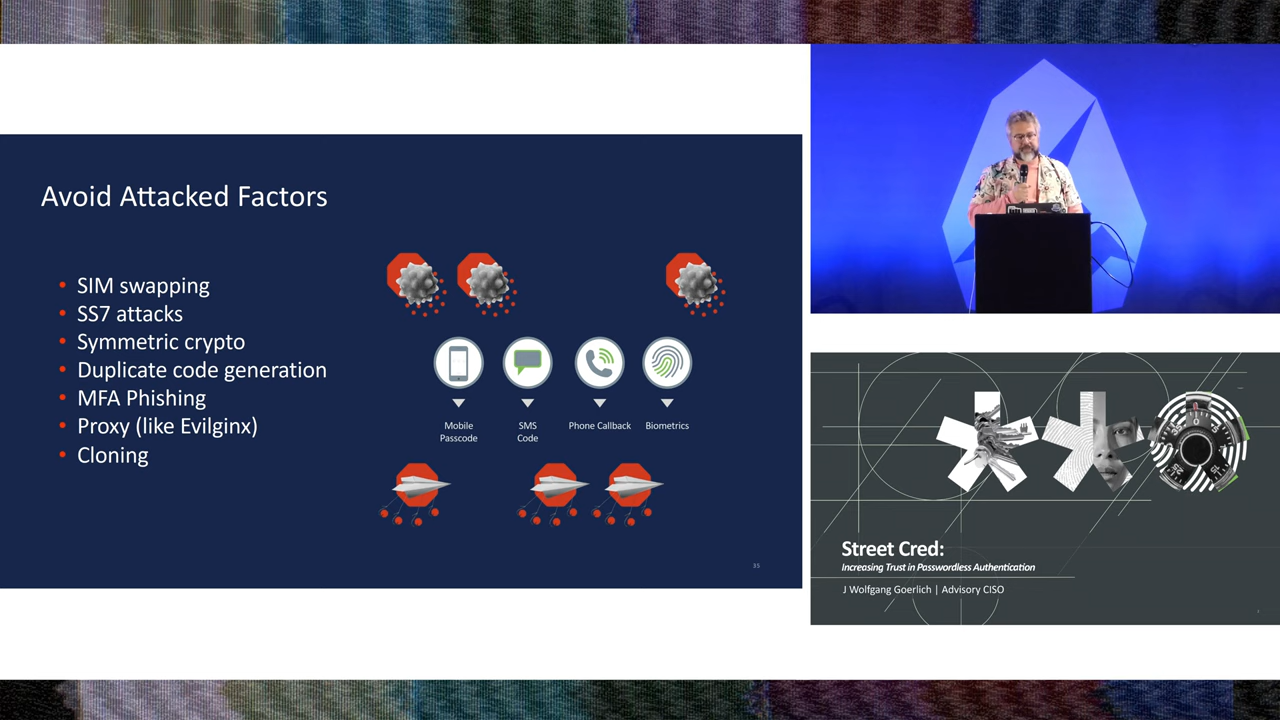 Avoid Attacked Factors
• SIM swapping
• SS7 attacks
• Symmetric crypto
• Duplicate code generation
• MFA Phishing
• Proxy (like Evilginx)
• Cloning
Mobile
Passcode
SMS
Code
Phone Callback
Biometrics
35
Street Cred:
Increasing Trust in Passwordless Authentication
J Wolfgang Goerlich | Advisory CISO